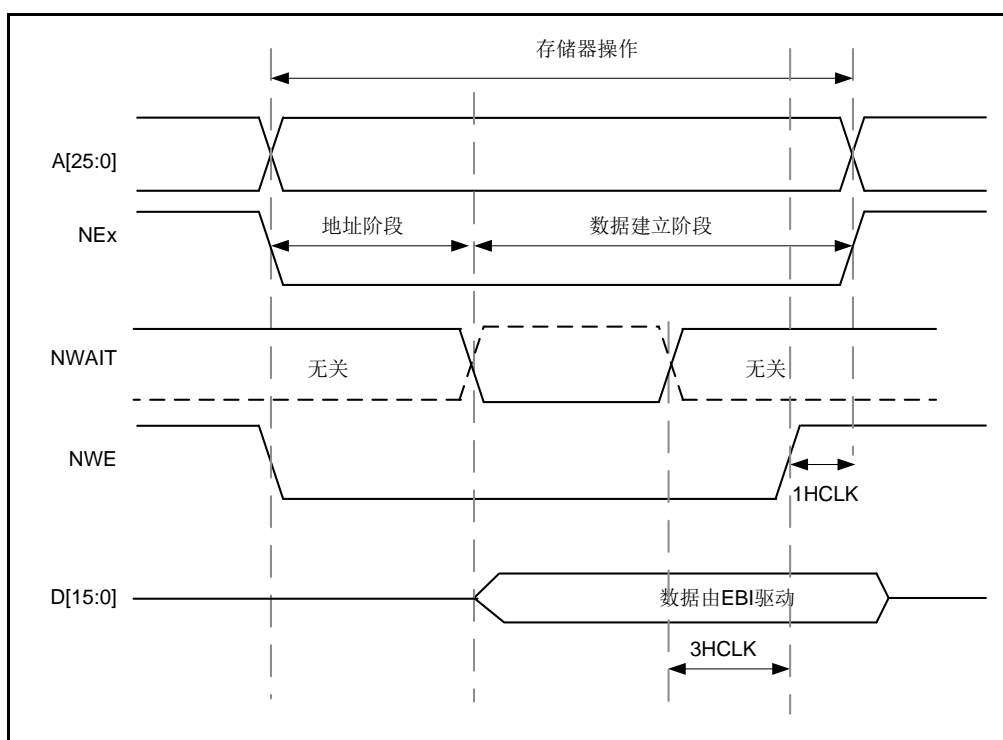 存储器操作
A[25:0]
NEx
地址阶段
数据建立阶段
NWAIT
无关
无关
NWE
1HCLK
D[15:0]
数据由EBI驱动
3HCLK